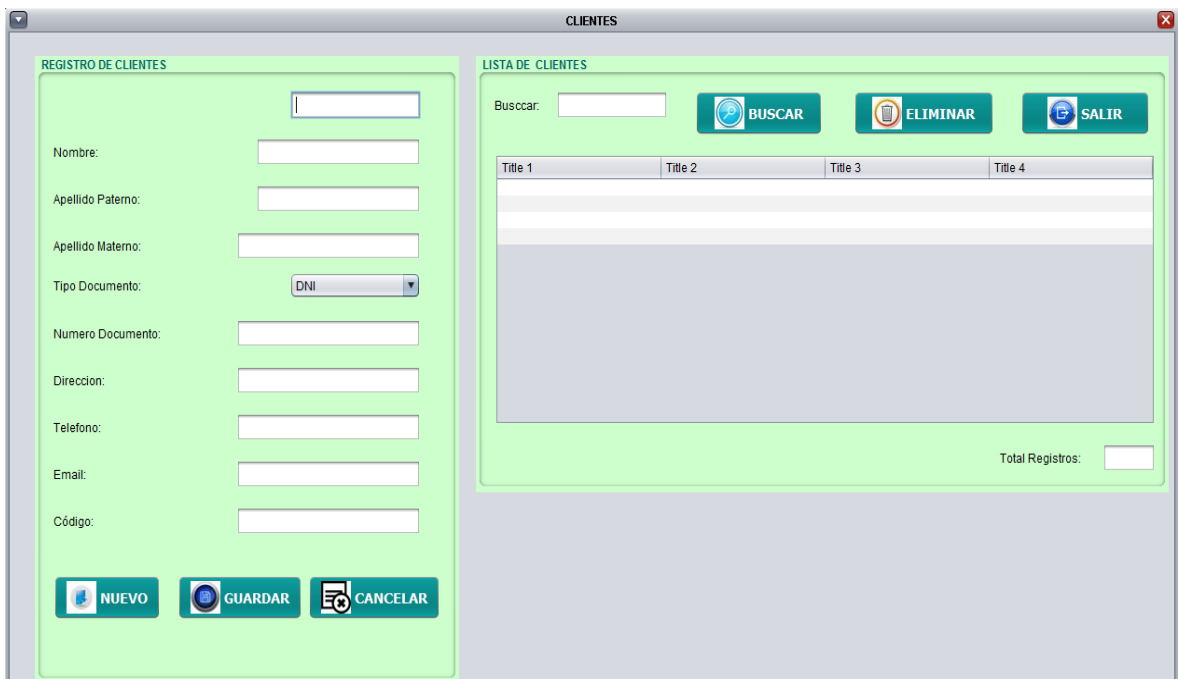 CLIENTES
REGISTRO DE CLIENTES
Nombre:
Apellido Paterno:
Apellido Materno:
Tipo Documento: DNI
Numero Documento:
Direccion:
Telefono:
Email:
Código:
NUEVO GUARDAR CANCELAR
LISTA DE CLIENTES
Busccar: BUSCAR ELIMINAR SALIR
Title 1 Title 2 Title 3 Title 4
Total Registros: